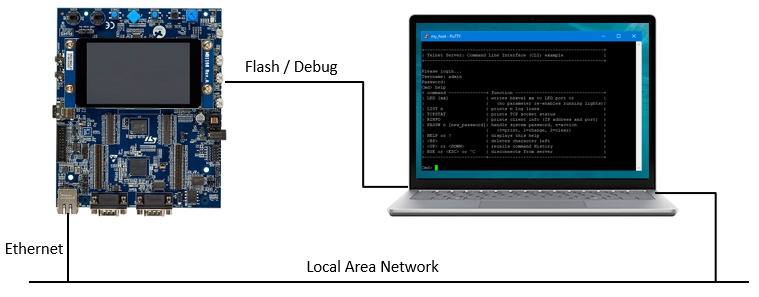 MB1166 Rev.A
Flash / Debug
my_host - PuTTY
Telnet Server: Command Line Interface (CLI) example
Please login...
Username: admin
Password:
Cmd> help
command | function
LED [xx] | writes hexval xx to LED port or
(no parameter re-enables running lights)
LIST n | prints n log lines
TCPSTAT | prints TCP socket status
RINFO | prints client info (IP address and port)
PASSW n [new_password] | handle system password, n=action
(0=print, 1=change, 2=clear)
HELP or ? | displays this help
<BS> | deletes character left
<UP> or <DOWN> | recalls command history
BYE or <ESC> or ^C | disconnects from server
Cmd>
Ethernet
Local Area Network